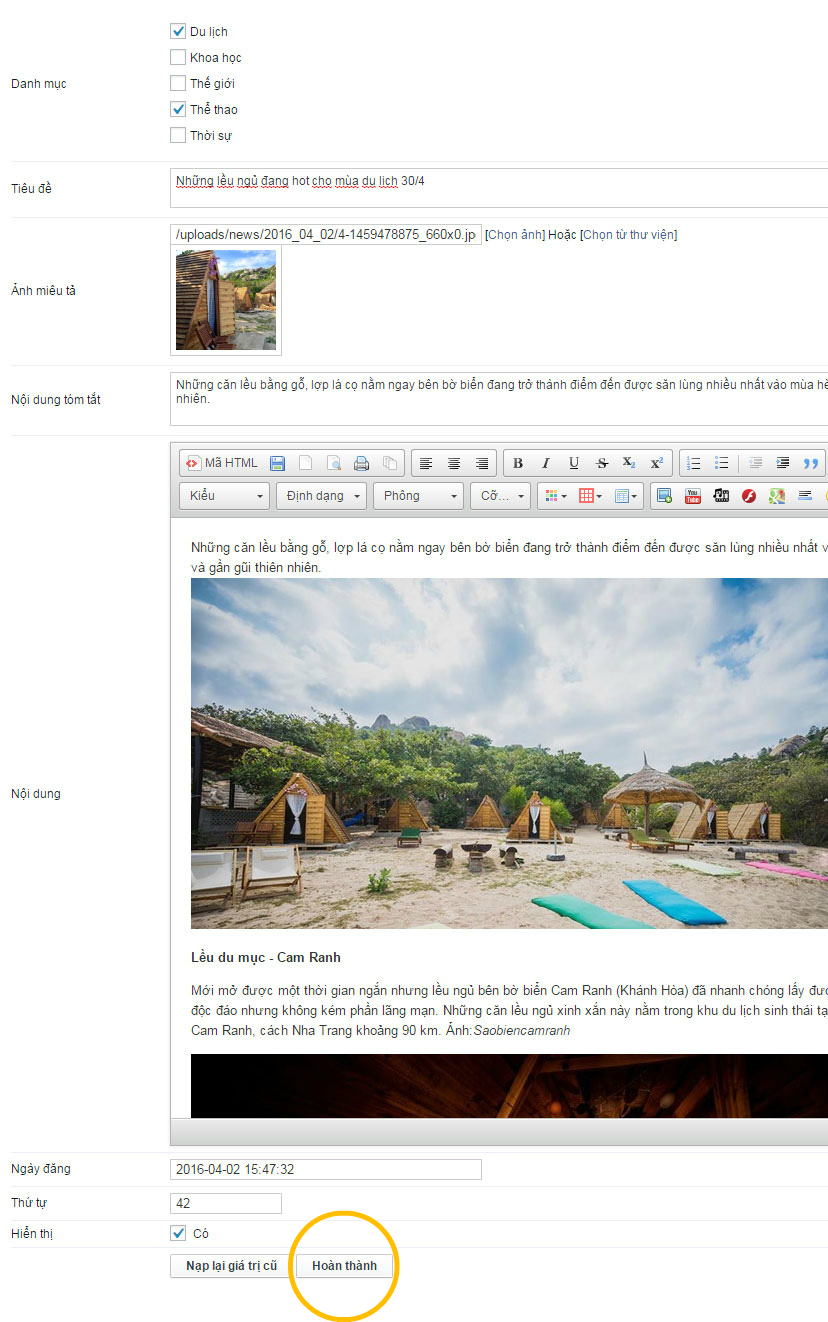 Du lịch
Khoa học
Danh mục
Thế giới
Thể thao
Thời sự
Tiêu đề
Những lều ngủ đang hot cho mùa du lịch 30/4
/uploads/news/2016_04_02/4-1459478875_660x0.jp [Chọn ảnh] Hoặc [Chọn từ thư viện]
Ảnh miêu tả
Nội dung tóm tắt
Những căn lều bằng gỗ, lợp lá cọ nằm ngay bên bờ biển đang trở thành điểm đến được săn lùng nhiều nhất vào mùa hè
nhiên.
Mã HTML
B I U S X₂ X²
Kiểu Định dạng Phông Cỡ...
You Tube
Những căn lều bằng gỗ, lợp lá cọ nằm ngay bên bờ biển đang trở thành điểm đến được săn lùng nhiều nhất v
và gần gũi thiên nhiên.
Nội dung
Lều du mục - Cam Ranh
Mới mở được một thời gian ngắn nhưng lều ngủ bên bờ biển Cam Ranh (Khánh Hòa) đã nhanh chóng lấy đượ
độc đáo nhưng không kém phần lãng mạn. Những căn lều ngủ xinh xắn này nằm trong khu du lịch sinh thái tạ
Cam Ranh, cách Nha Trang khoảng 90 km. Ảnh:Saobiencamranh
Ngày đăng 2016-04-02 15:47:32
Thứ tự 42
Hiển thị Có
Nạp lại giá trị cũ Hoàn thành